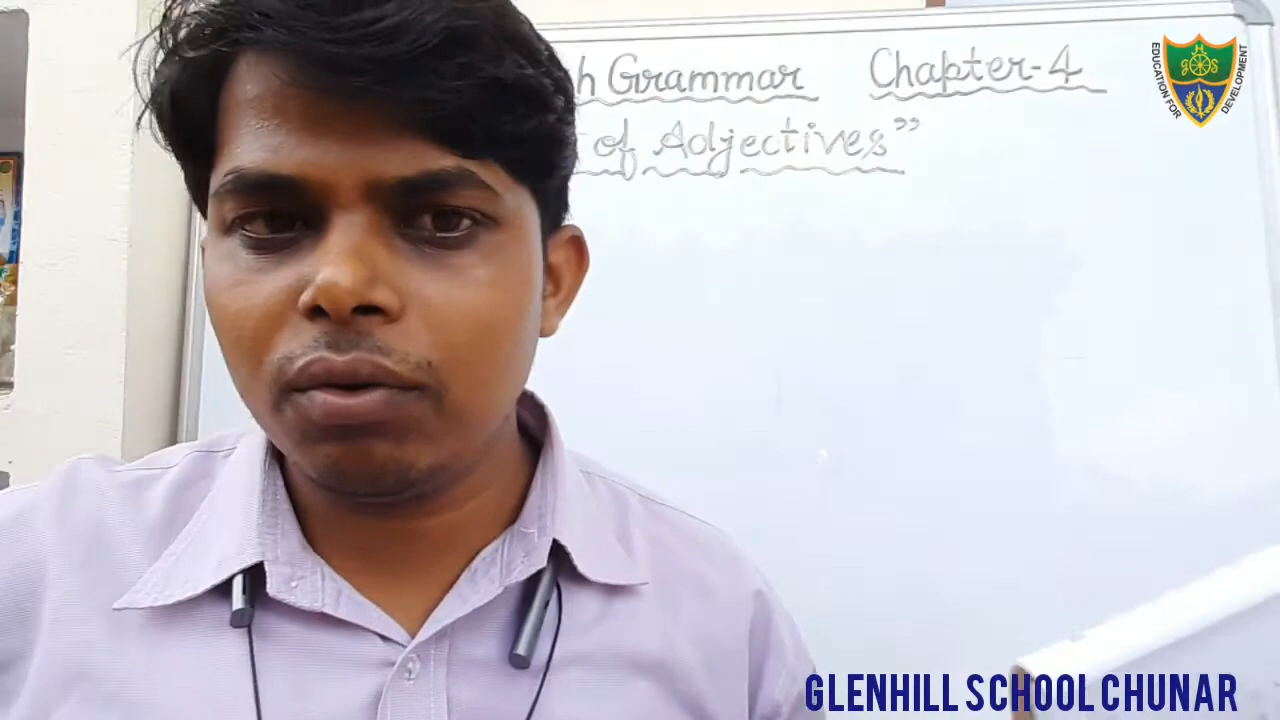 h Grammar Chapter-4
of Adjectives”
EDUCATION FOR DEVELOPMENT
G H S
GLENHILL SCHOOL CHUNAR